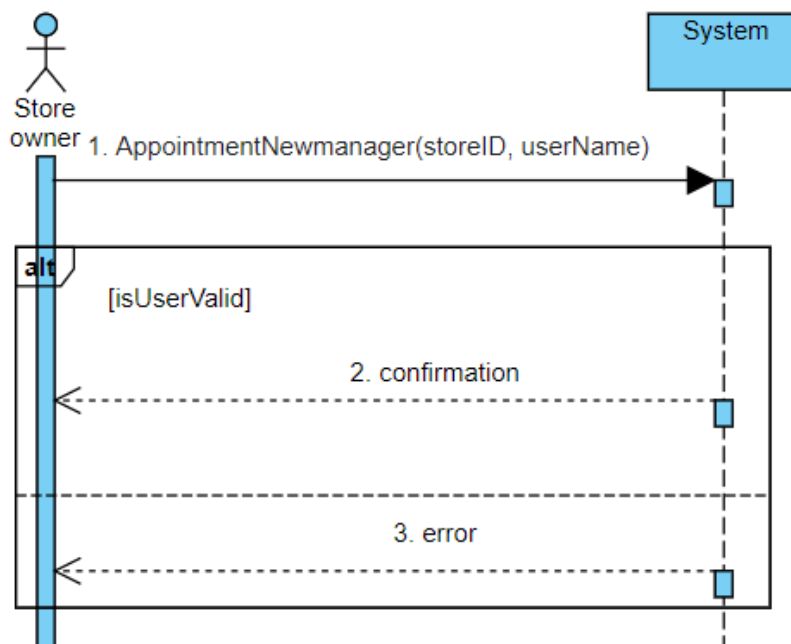 System
Store
owner
1. AppointmentNewmanager(storeID, userName)
alt
[isUserValid]
2. confirmation
3. error